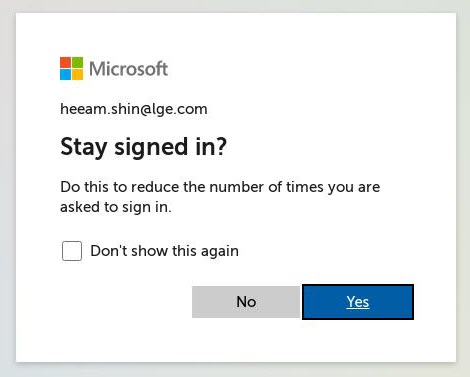 Microsoft
heeam.shin@lge.com
Stay signed in?
Do this to reduce the number of times you are
asked to sign in.
Don't show this again
No
Yes